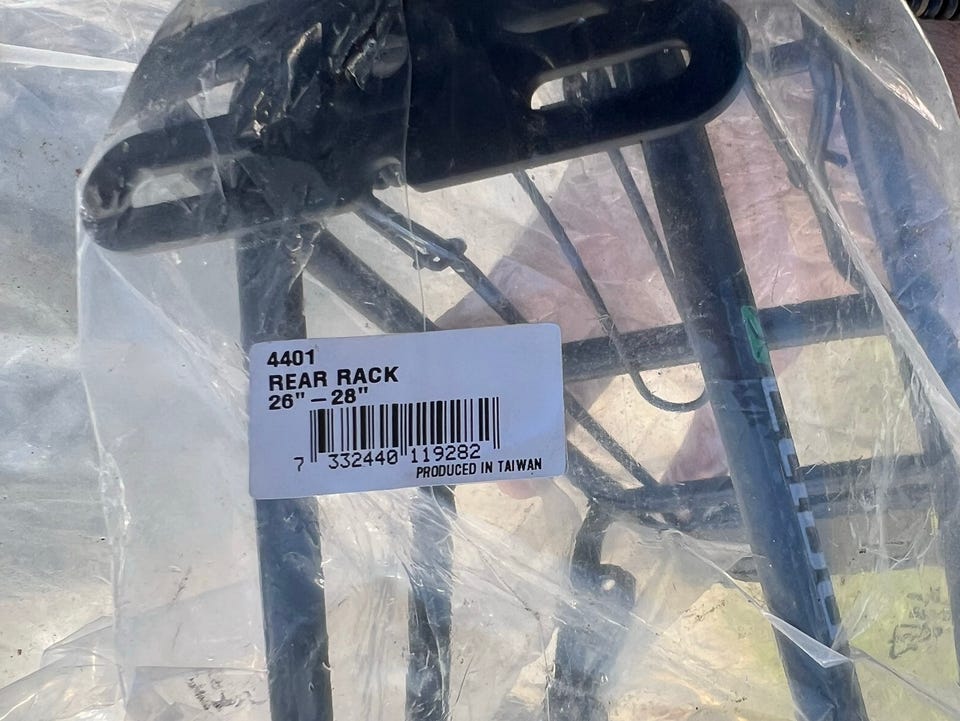 4401
REAR RACK
26" – 28"
7 332440 119282
PRODUCED IN TAIWAN